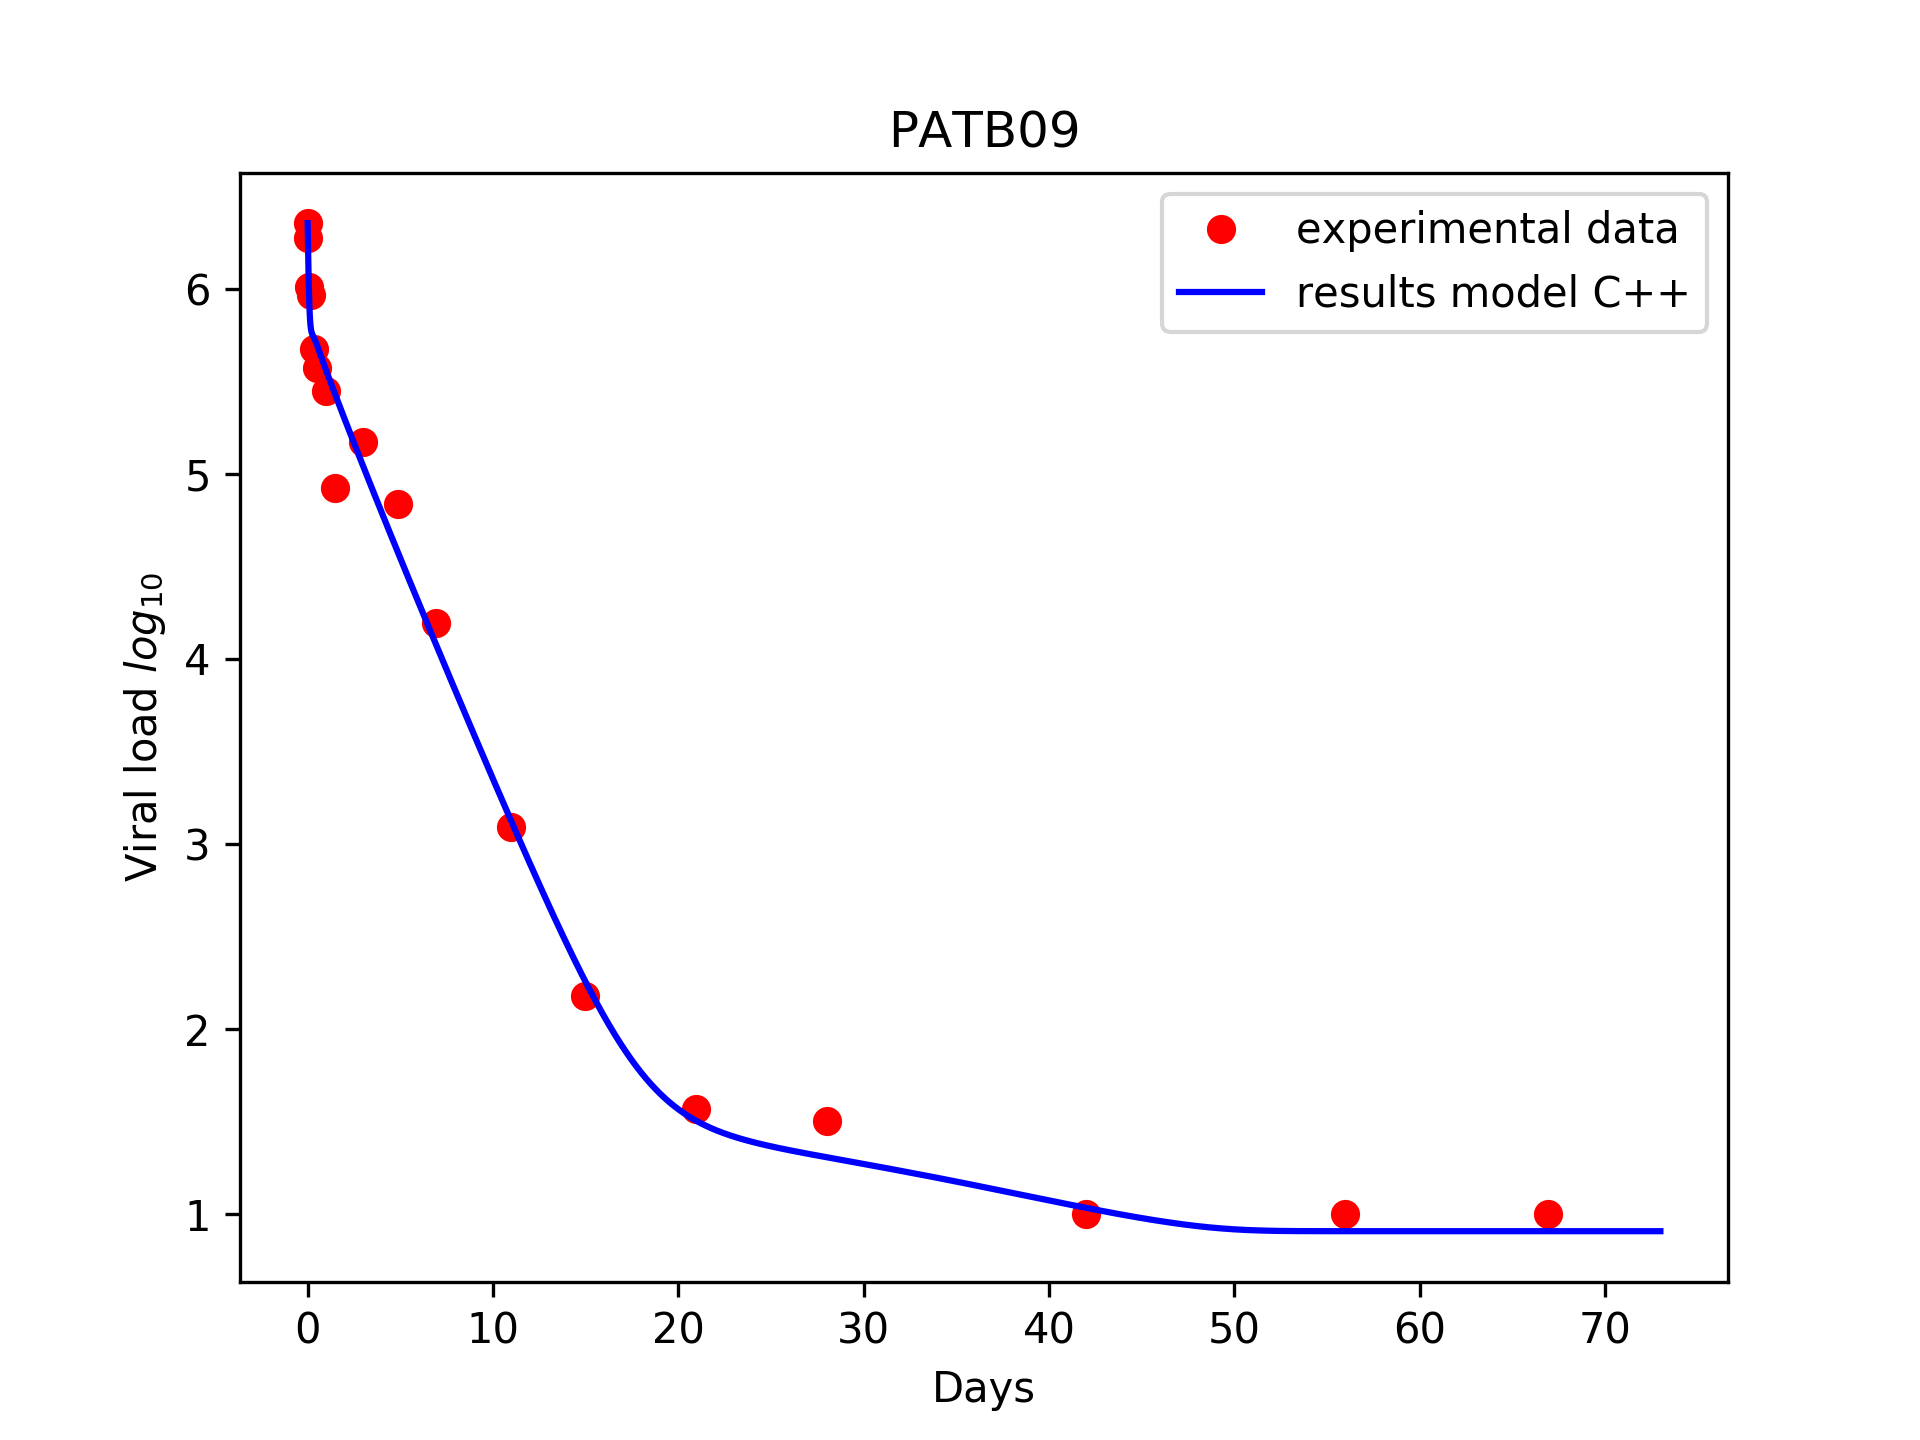 PATB09
experimental data
results model C++
Viral load log₁₀
6
5
4
3
2
1
0 10 20 30 40 50 60 70
Days